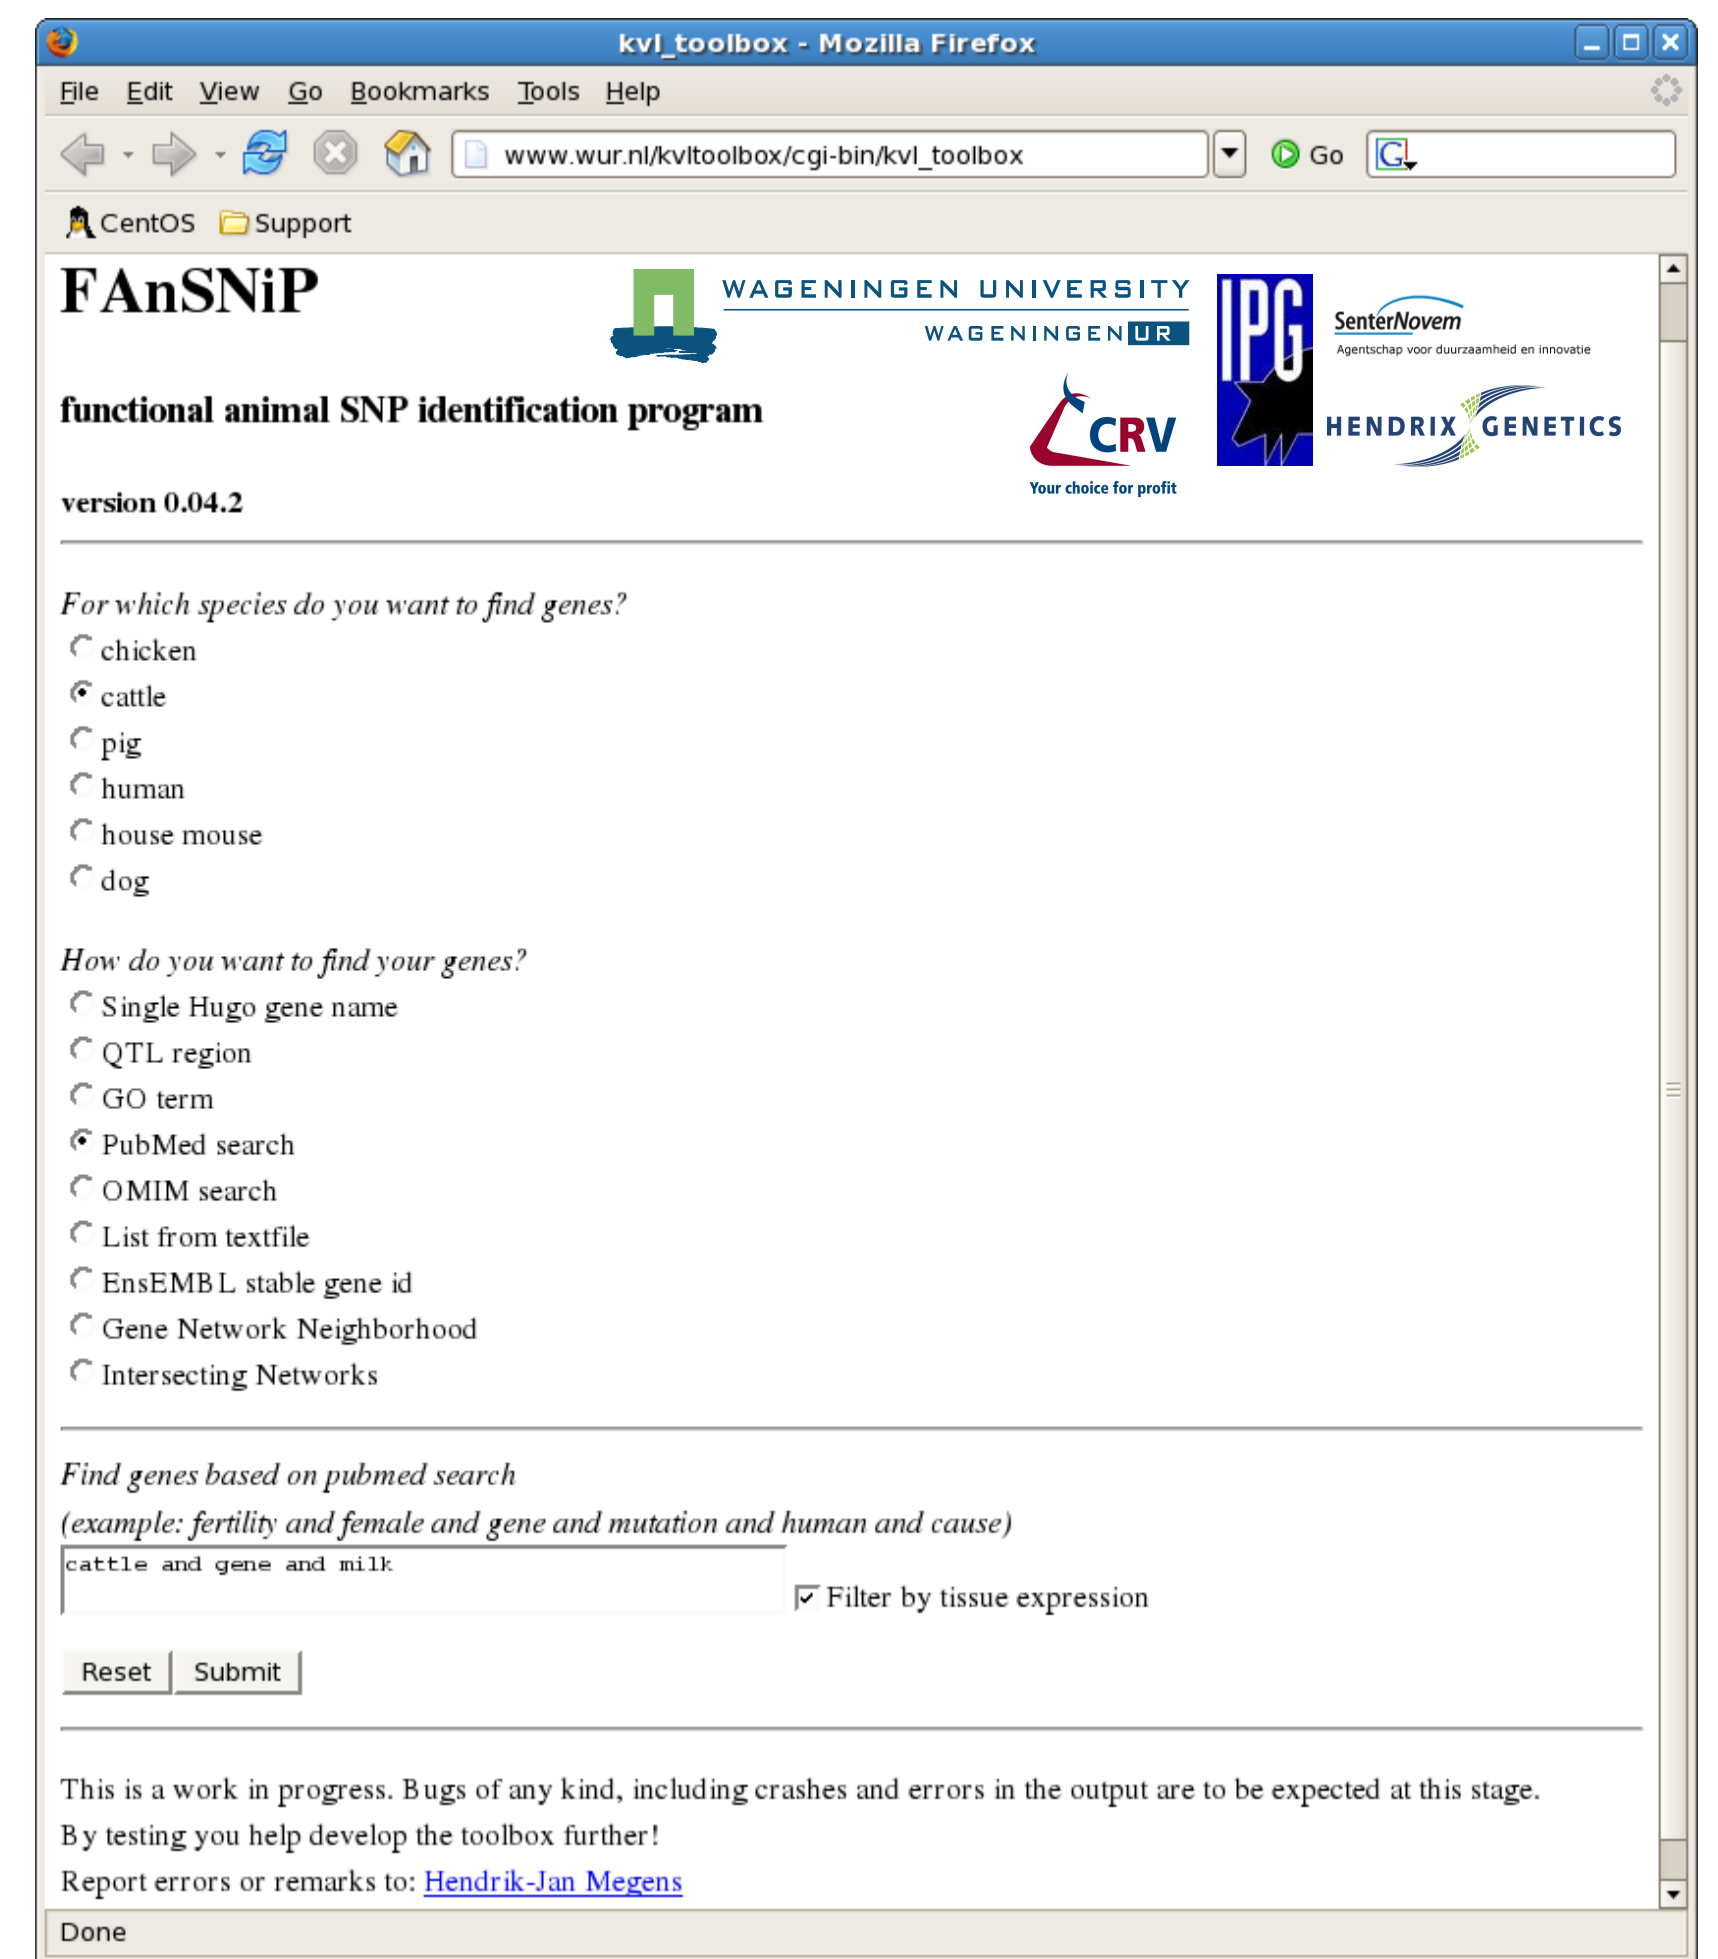 kvl_toolbox - Mozilla Firefox
File Edit View Go Bookmarks Tools Help
www.wur.nl/kvltoolbox/cgi-bin/kvl_toolbox Go G
CentOS Support
FAnSNiP
WAGENINGEN UNIVERSITY
WAGENINGEN UR
IPG
SenterNovem
Agentschap voor duurzaamheid en innovatie
functional animal SNP identification program
CRV
Your choice for profit
HENDRIX GENETICS
version 0.04.2
For which species do you want to find genes?
chicken
cattle
pig
human
house mouse
dog
How do you want to find your genes?
Single Hugo gene name
QTL region
GO term
PubMed search
OMIM search
List from textfile
EnsEMBL stable gene id
Gene Network Neighborhood
Intersecting Networks
Find genes based on pubmed search
(example: fertility and female and gene and mutation and human and cause)
cattle and gene and milk
Filter by tissue expression
Reset Submit
This is a work in progress. Bugs of any kind, including crashes and errors in the output are to be expected at this stage.
By testing you help develop the toolbox further!
Report errors or remarks to: Hendrik-Jan Megens
Done